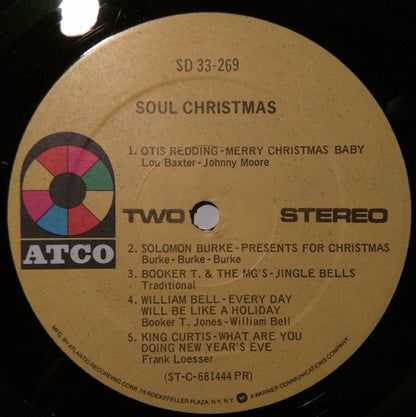 SD 33-269
SOUL CHRISTMAS
1. OTIS REDDING-MERRY CHRISTMAS BABY
Lou Baxter-Johnny Moore
TWO STEREO
ATCO
2. SOLOMON BURKE-PRESENTS FOR CHRISTMAS
Burke-Burke-Burke
3. BOOKER T. & THE MG'S-JINGLE BELLS
Traditional
4. WILLIAM BELL-EVERY DAY
WILL BE LIKE A HOLIDAY
Booker T. Jones-William Bell
5. KING CURTIS-WHAT ARE YOU
DOING NEW YEAR'S EVE
Frank Loesser
(ST-C-681444 PR)
MFG. BY ATLANTIC RECORDING CORP. 75 ROCKEFELLER PLAZA, N.Y. N.Y. W A WARNER COMMUNICATIONS COMPANY